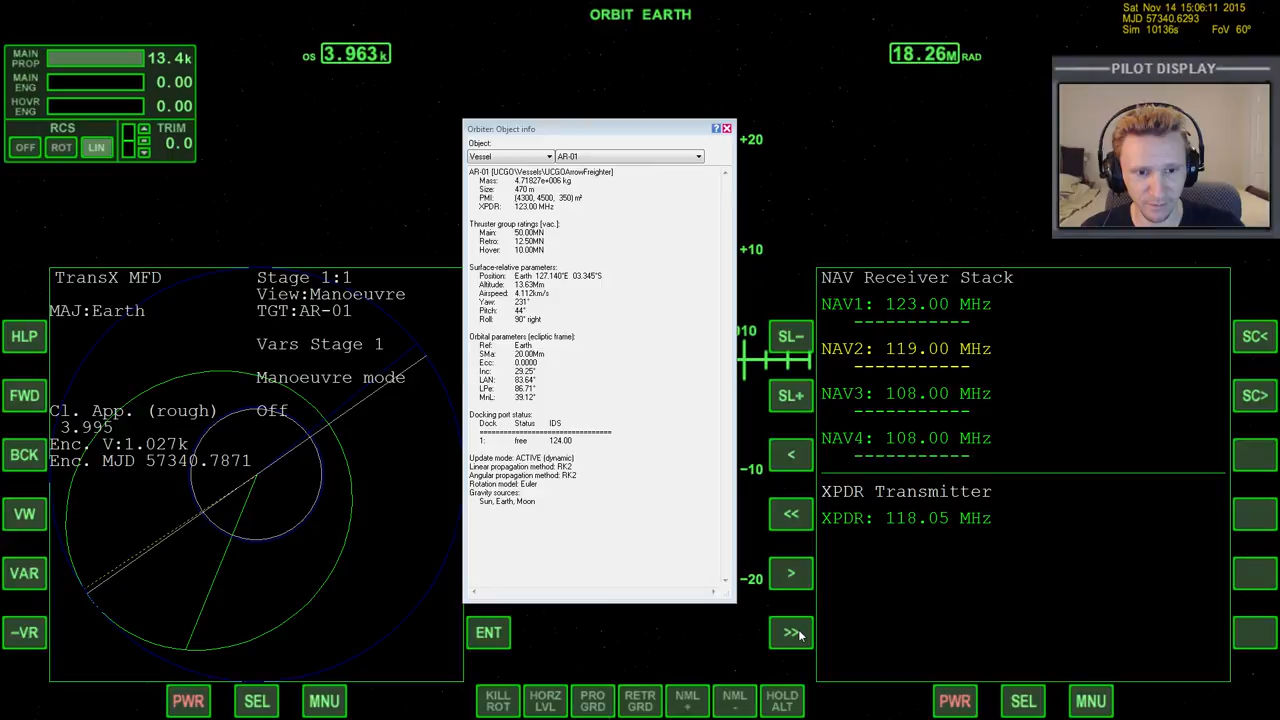 ORBIT EARTH
Sat Nov 14 15:06:11 2015
MJD 57340.6293
Sim 10136s FoV 60°
MAIN PROP 13.4k
MAIN ENG 0.00
HOVR ENG 0.00
RCS TRIM
OFF ROT LIN 0.0
OS 3.963k
18.26M RAD
PILOT DISPLAY
Orbiter: Object info
Object:
Vessel AR-01
AR-01 [UCGO\Vessels\UCGOArrowFreighter]
Mass: 4.71827e+006 kg
Size: 470 m
PMI: (4300, 4500, 350) m²
XPDR: 123.00 MHz
Thruster group ratings [vac.]:
Main: 50.00MN
Retro: 12.50MN
Hover: 10.00MN
Surface-relative parameters:
Position: Earth 127.140°E 03.345°S
Altitude: 13.63Mm
Airspeed: 4.112km/s
Yaw: 231°
Pitch: 44°
Roll: 90° right
Orbital parameters (ecliptic frame):
Ref: Earth
SMa: 20.00Mm
Ecc: 0.0000
Inc: 29.25°
LAN: 83.64°
LPe: 86.71°
MnL: 39.12°
Docking port status:
Dock Status IDS
1: free 124.00
Update mode: ACTIVE (dynamic)
Linear propagation method: RK2
Angular propagation method: RK2
Rotation model: Euler
Gravity sources:
Sun, Earth, Moon
+20
+10
010
-10
-20
TransX MFD Stage 1:1
View:Manoeuvre
MAJ:Earth TGT:AR-01
Vars Stage 1
Manoeuvre mode
Cl. App. (rough) Off
3.995
Enc. V:1.027k
Enc. MJD 57340.7871
HLP
FWD
BCK
VW
VAR
-VR
ENT
PWR SEL MNU
KILL ROT
HORZ LVL
PRO GRD
RETR GRD
NML +
NML -
HOLD ALT
NAV Receiver Stack
NAV1: 123.00 MHz
-----------
NAV2: 119.00 MHz
-----------
NAV3: 108.00 MHz
-----------
NAV4: 108.00 MHz
-----------
XPDR Transmitter
XPDR: 118.05 MHz
SL-
SL+
<
<<
>
>>
SC<
SC>
PWR SEL MNU